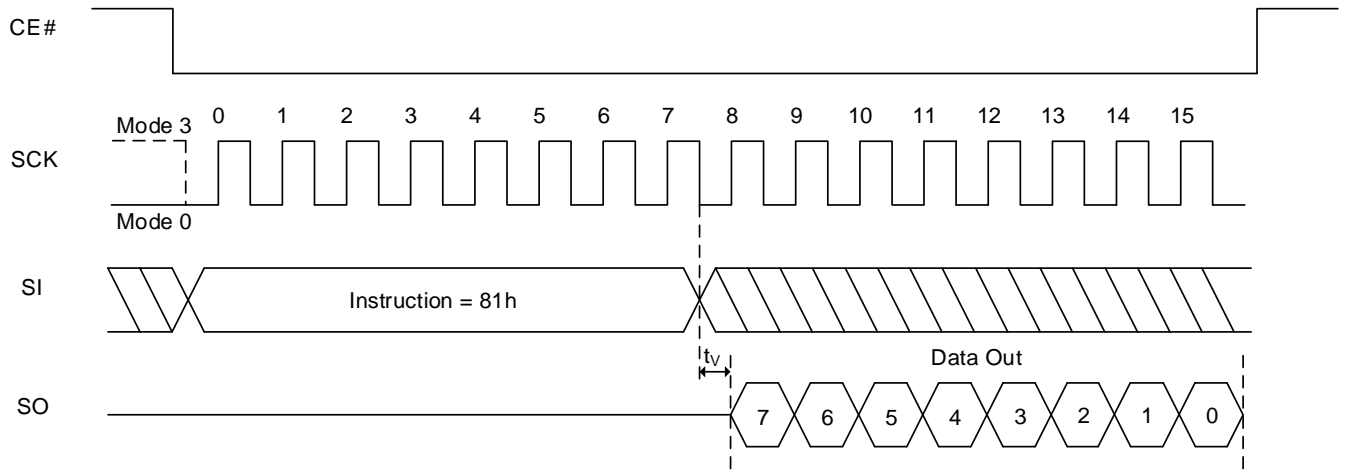 CE#
Mode 3
0 1 2 3 4 5 6 7 8 9 10 11 12 13 14 15
SCK
Mode 0
SI
Instruction = 81h
tV
Data Out
SO
7 6 5 4 3 2 1 0